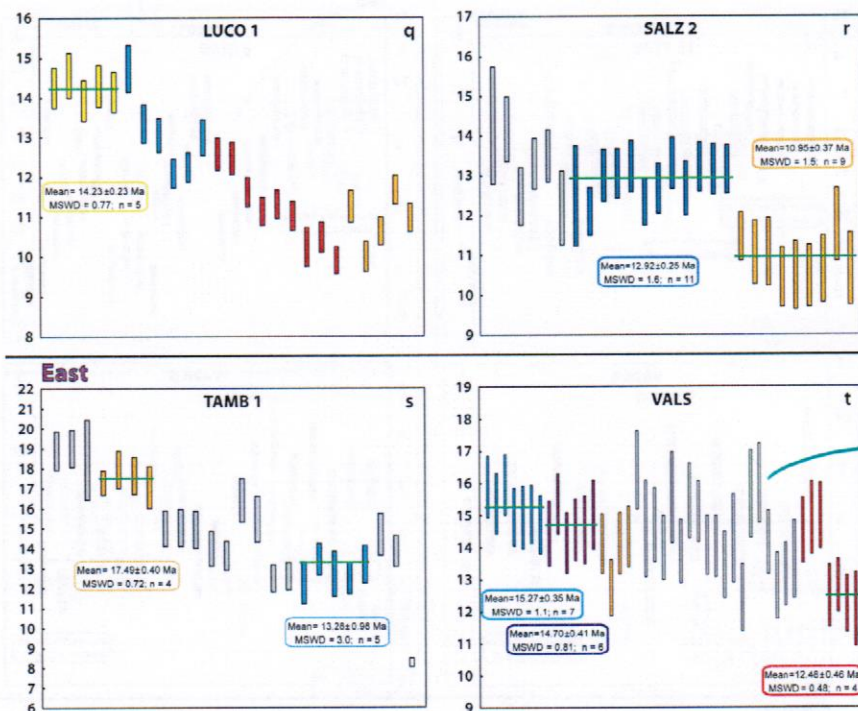 LUCO 1
q
16
15
14
13
12
11
10
9
8
Mean= 14.23±0.23 Ma
MSWD = 0.77; n = 5
SALZ 2
r
17
16
15
14
13
12
11
10
9
Mean=10.95±0.37 Ma
MSWD = 1.5; n = 9
Mean=12.92±0.25 Ma
MSWD = 1.6; n = 11
East
TAMB 1
s
22
21
20
19
18
17
16
15
14
13
12
11
10
9
8
7
6
Mean= 17.49±0.40 Ma
MSWD = 0.72; n = 4
Mean= 13.28±0.98 Ma
MSWD = 3.0; n = 5
VALS
t
19
18
17
16
15
14
13
12
11
10
9
Mean=15.27±0.35 Ma
MSWD = 1.1; n = 7
Mean=14.70±0.41 Ma
MSWD = 0.81; n = 6
Mean=12.48±0.46 Ma
MSWD = 0.48; n = 4